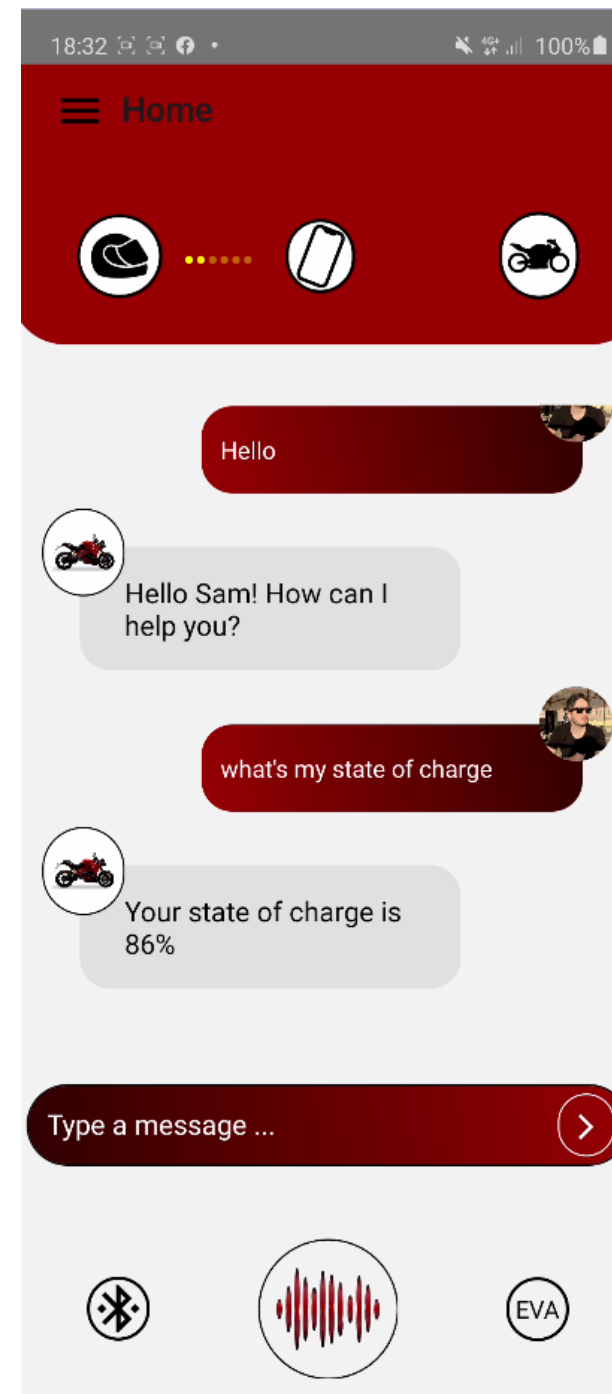 18:32
100%
Home
Hello
Hello Sam! How can I
help you?
what's my state of charge
Your state of charge is
86%
Type a message ...
EVA